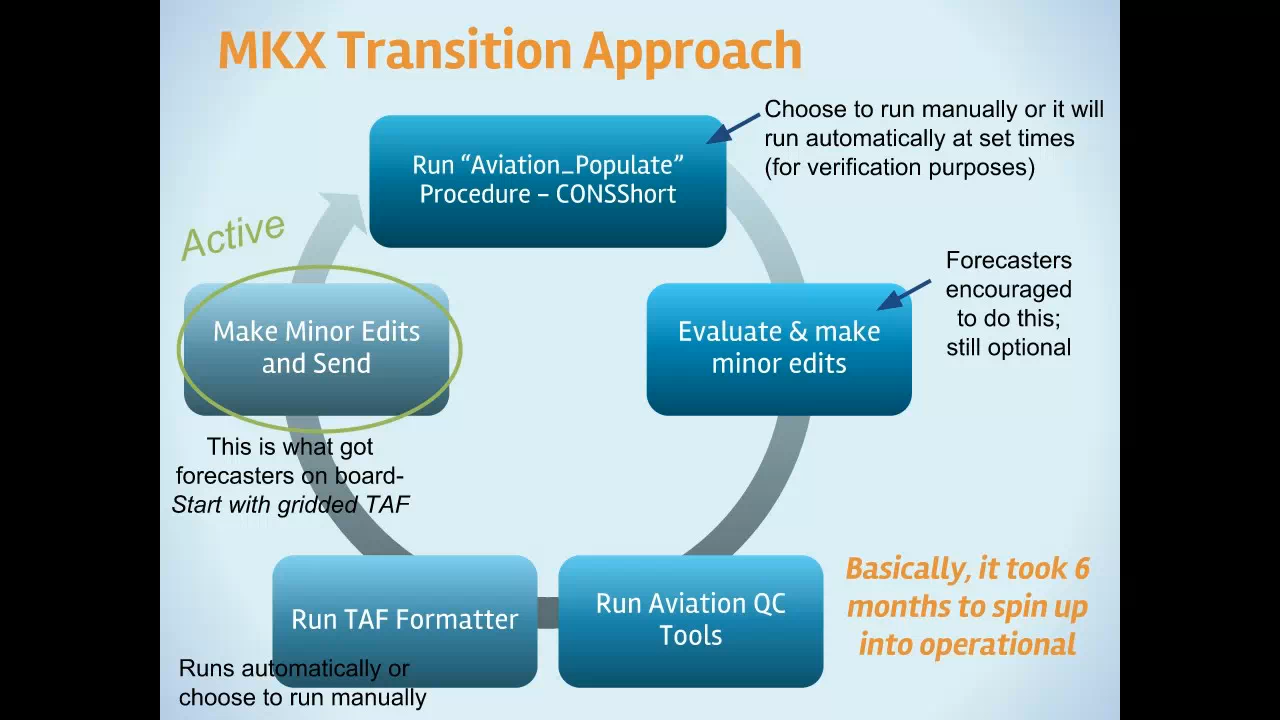 MKX Transition Approach
Choose to run manually or it will
run automatically at set times
(for verification purposes)
Run “Aviation_Populate”
Procedure – CONSShort
Active
Forecasters
encouraged
to do this;
still optional
Make Minor Edits
and Send
Evaluate & make
minor edits
This is what got
forecasters on board-
Start with gridded TAF
Run TAF Formatter
Run Aviation QC
Tools
Basically, it took 6
months to spin up
into operational
Runs automatically or
choose to run manually